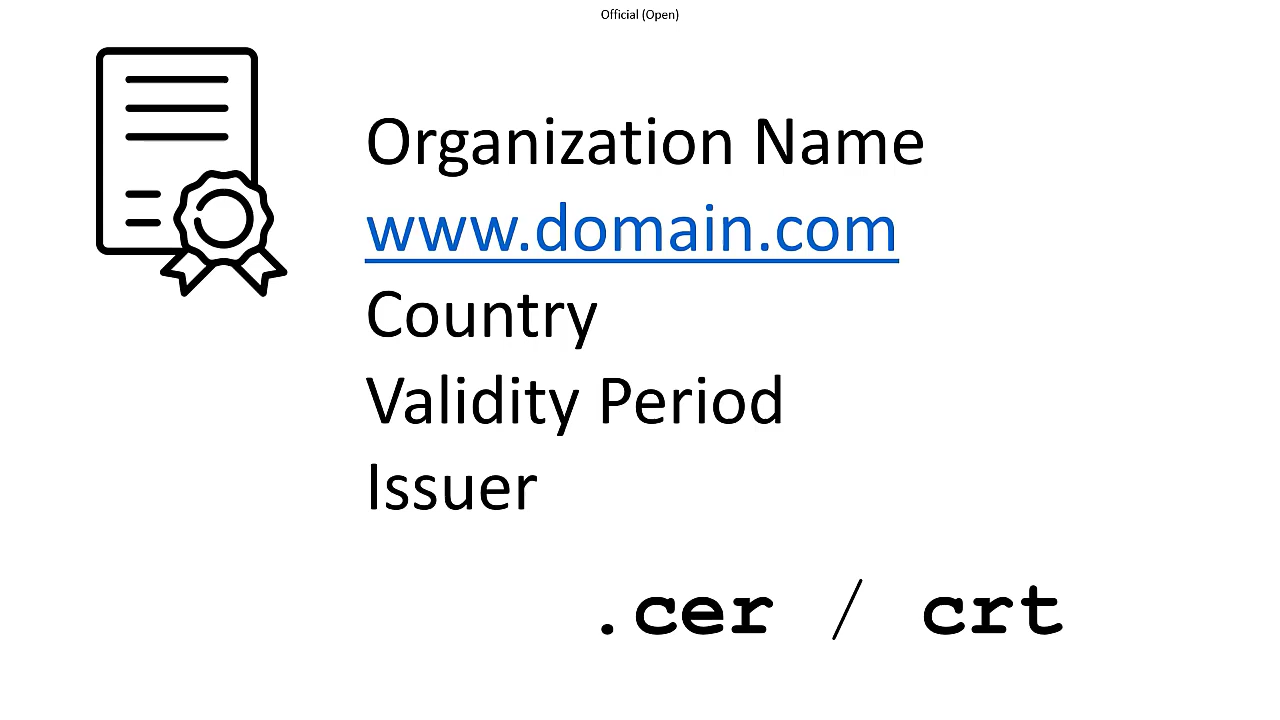 Official (Open)
Organization Name
www.domain.com
Country
Validity Period
Issuer
.cer / crt